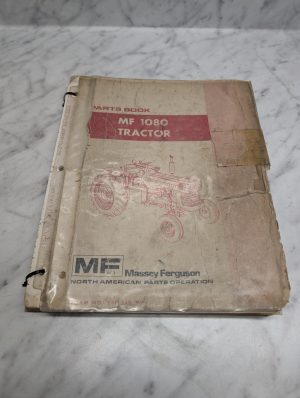 PARTS BOOK
MF 1080
TRACTOR
MF Massey Ferguson
NORTH AMERICAN PARTS OPERATION